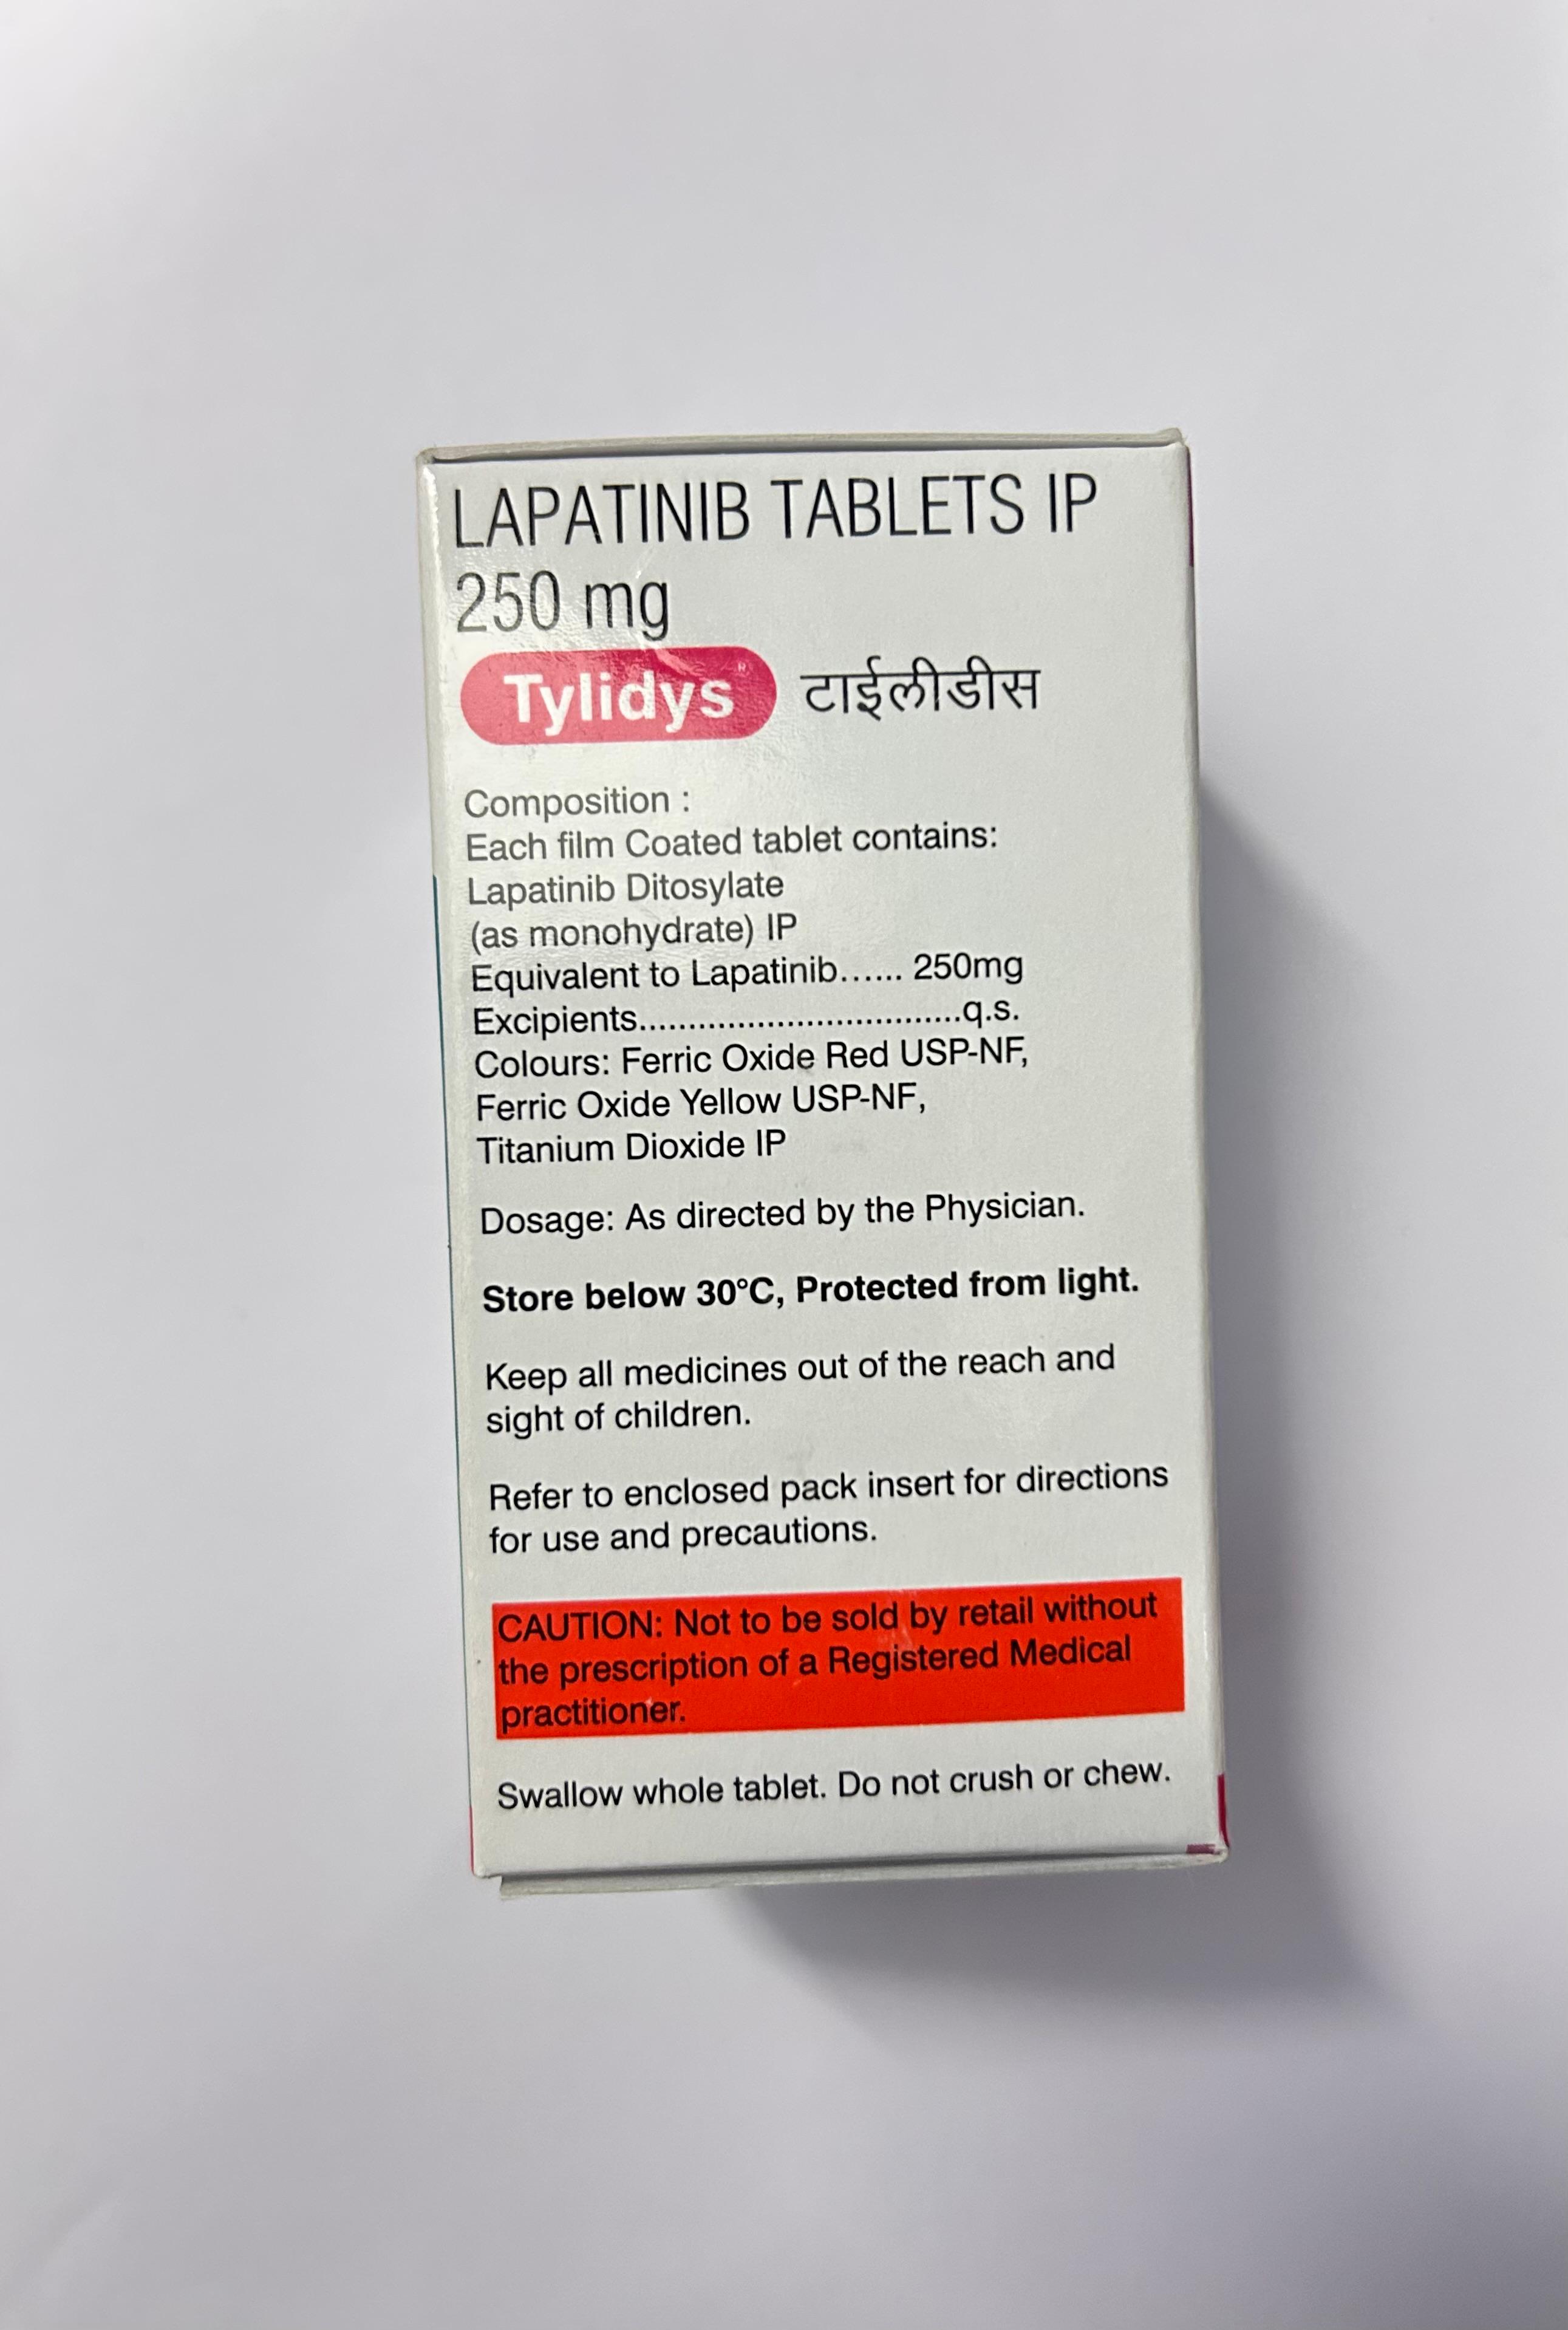 LAPATINIB TABLETS IP
250 mg
Tylidys® टाईलीडीस
Composition :
Each film Coated tablet contains:
Lapatinib Ditosylate
(as monohydrate) IP
Equivalent to Lapatinib...... 250mg
Excipients.................................q.s.
Colours: Ferric Oxide Red USP-NF,
Ferric Oxide Yellow USP-NF,
Titanium Dioxide IP
Dosage: As directed by the Physician.
Store below 30°C, Protected from light.
Keep all medicines out of the reach and
sight of children.
Refer to enclosed pack insert for directions
for use and precautions.
CAUTION: Not to be sold by retail without
the prescription of a Registered Medical
practitioner.
Swallow whole tablet. Do not crush or chew.